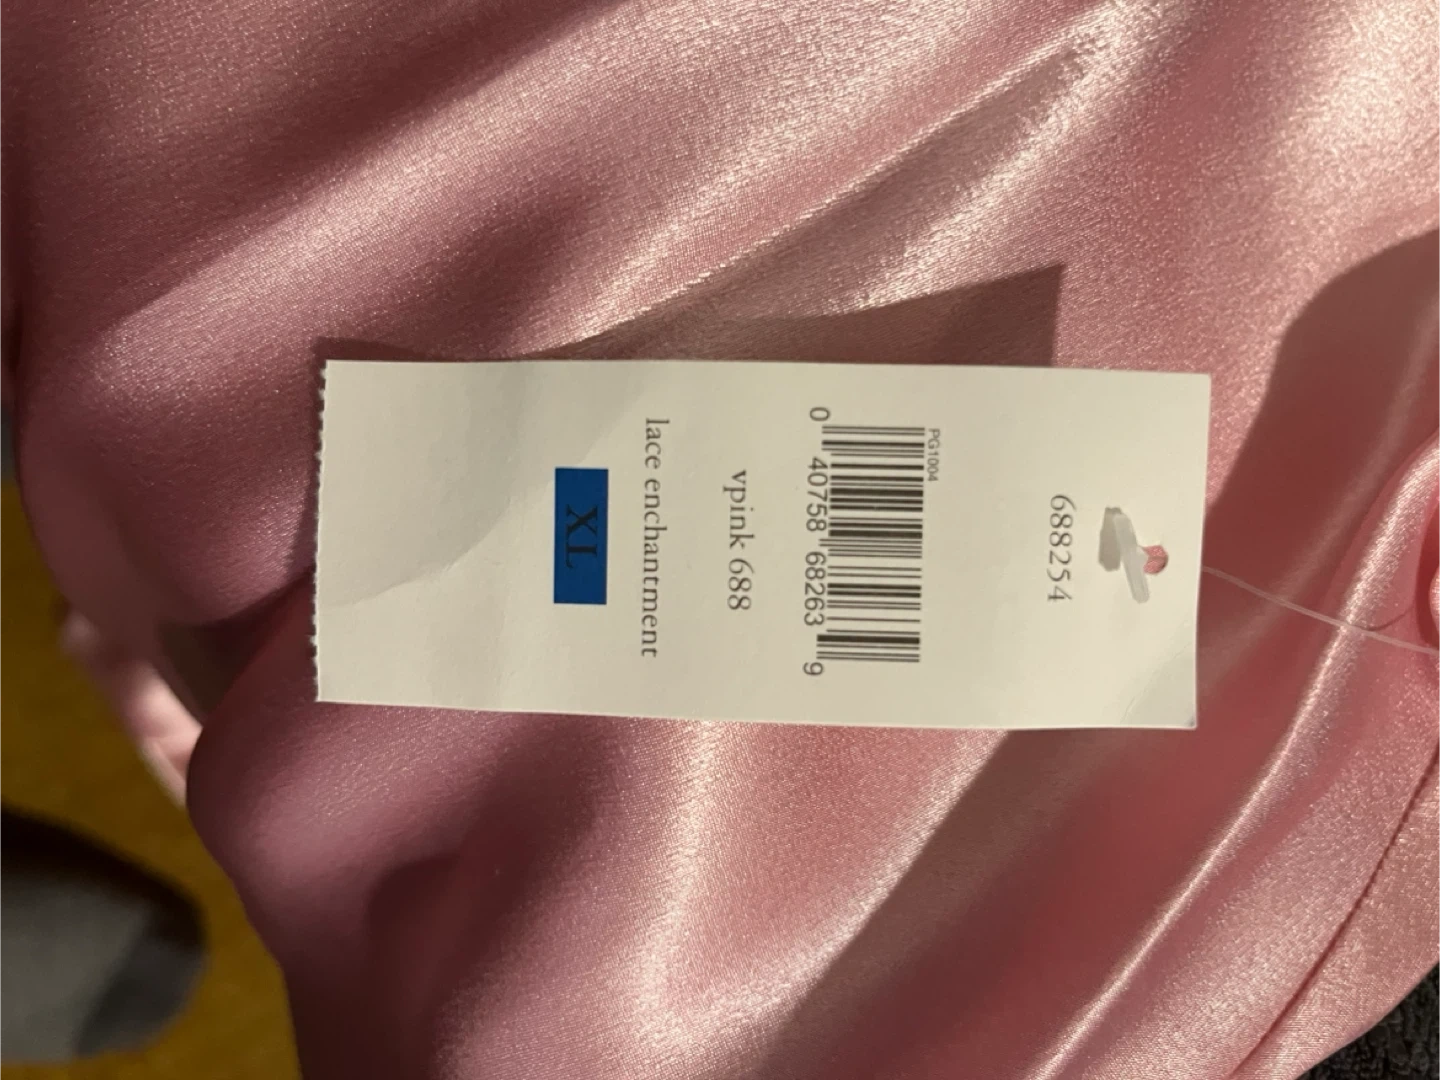 688254
PG1004
0 40758 68263 9
vpink 688
lace enchantment
XL